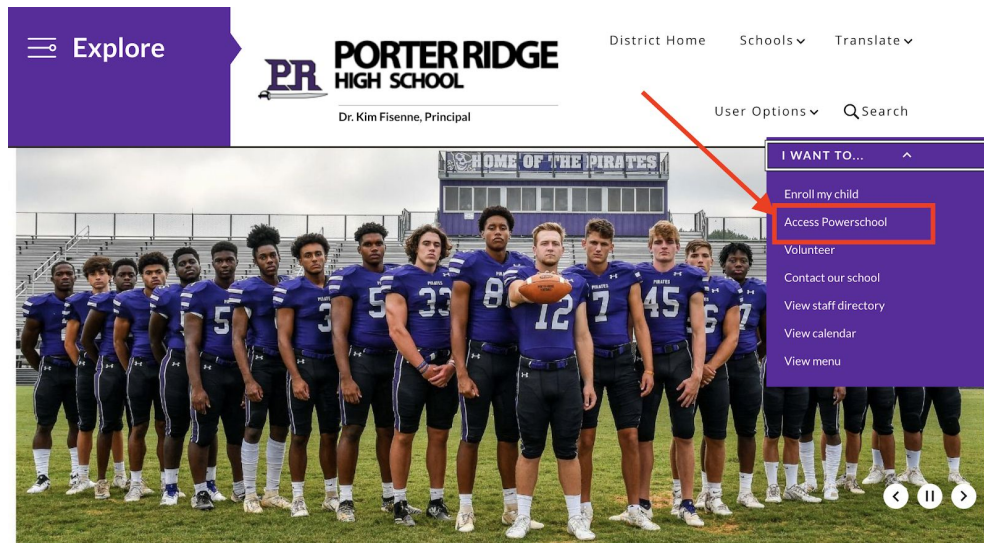 Explore
PR
PORTER RIDGE
HIGH SCHOOL
Dr. Kim Fisenne, Principal
District Home Schools Translate
User Options Search
I WANT TO...
Enroll my child
Access Powerschool
Volunteer
Contact our school
View staff directory
View calendar
View menu
HOME OF THE PIRATES
5 3 5 33 8 12 7 45 7
PIRATES